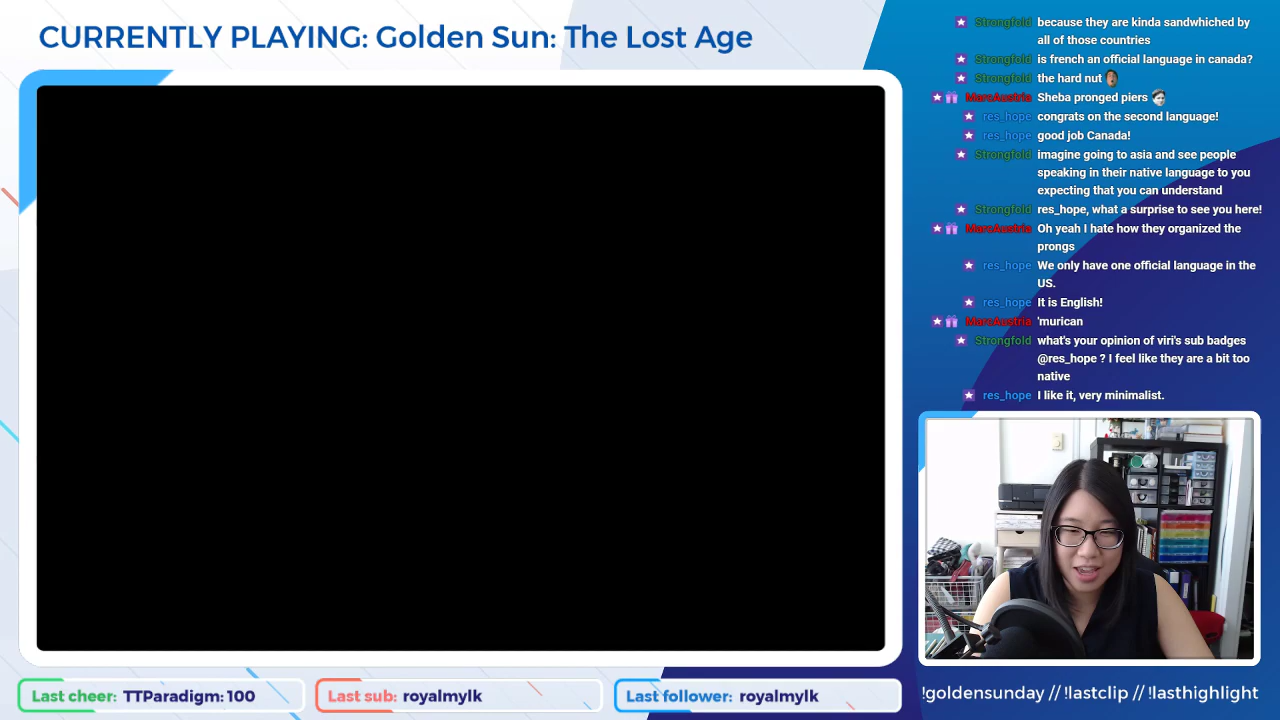 CURRENTLY PLAYING: Golden Sun: The Lost Age
Strongfold because they are kinda sandwhiched by
all of those countries
Strongfold is french an official language in canada?
Strongfold the hard nut
MarcAustria Sheba pronged piers
res_hope congrats on the second language!
res_hope good job Canada!
Strongfold imagine going to asia and see people
speaking in their native language to you
expecting that you can understand
Strongfold res_hope, what a surprise to see you here!
MarcAustria Oh yeah I hate how they organized the
prongs
res_hope We only have one official language in the
US.
res_hope It is English!
MarcAustria 'murican
Strongfold what's your opinion of viri's sub badges
@res_hope ? I feel like they are a bit too
native
res_hope I like it, very minimalist.
Last cheer: TTParadigm: 100
Last sub: royalmylk
Last follower: royalmylk
!goldensunday // !lastclip // !lasthighlight